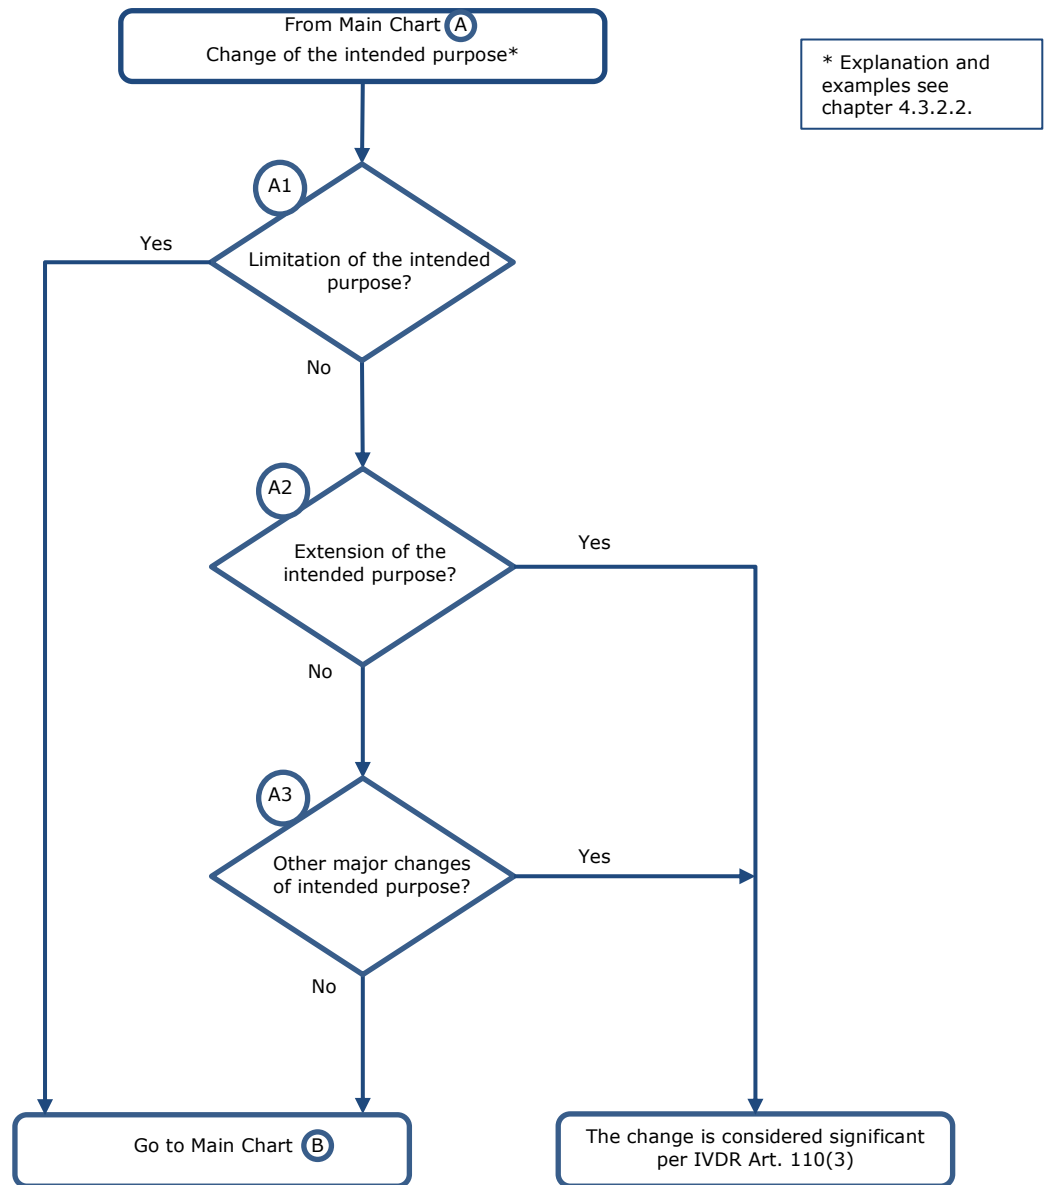 From Main Chart A
Change of the intended purpose*
* Explanation and
examples see
chapter 4.3.2.2.
A1
Yes
Limitation of the intended
purpose?
No
A2
Extension of the
intended purpose?
Yes
No
A3
Other major changes
of intended purpose?
Yes
No
Go to Main Chart B
The change is considered significant
per IVDR Art. 110(3)